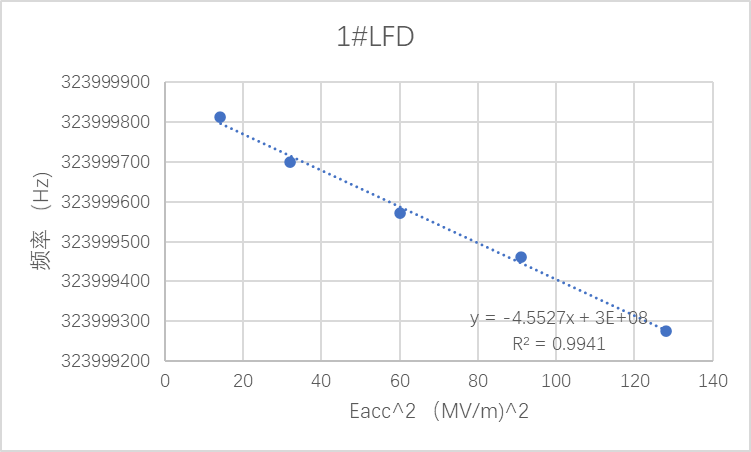 1#LFD
323999900
323999800
323999700
323999600
323999500
323999400
323999300
323999200
频率 （Hz）
y = -4.5527x + 3E+08
R² = 0.9941
0 20 40 60 80 100 120 140
Eacc^2 （MV/m)^2